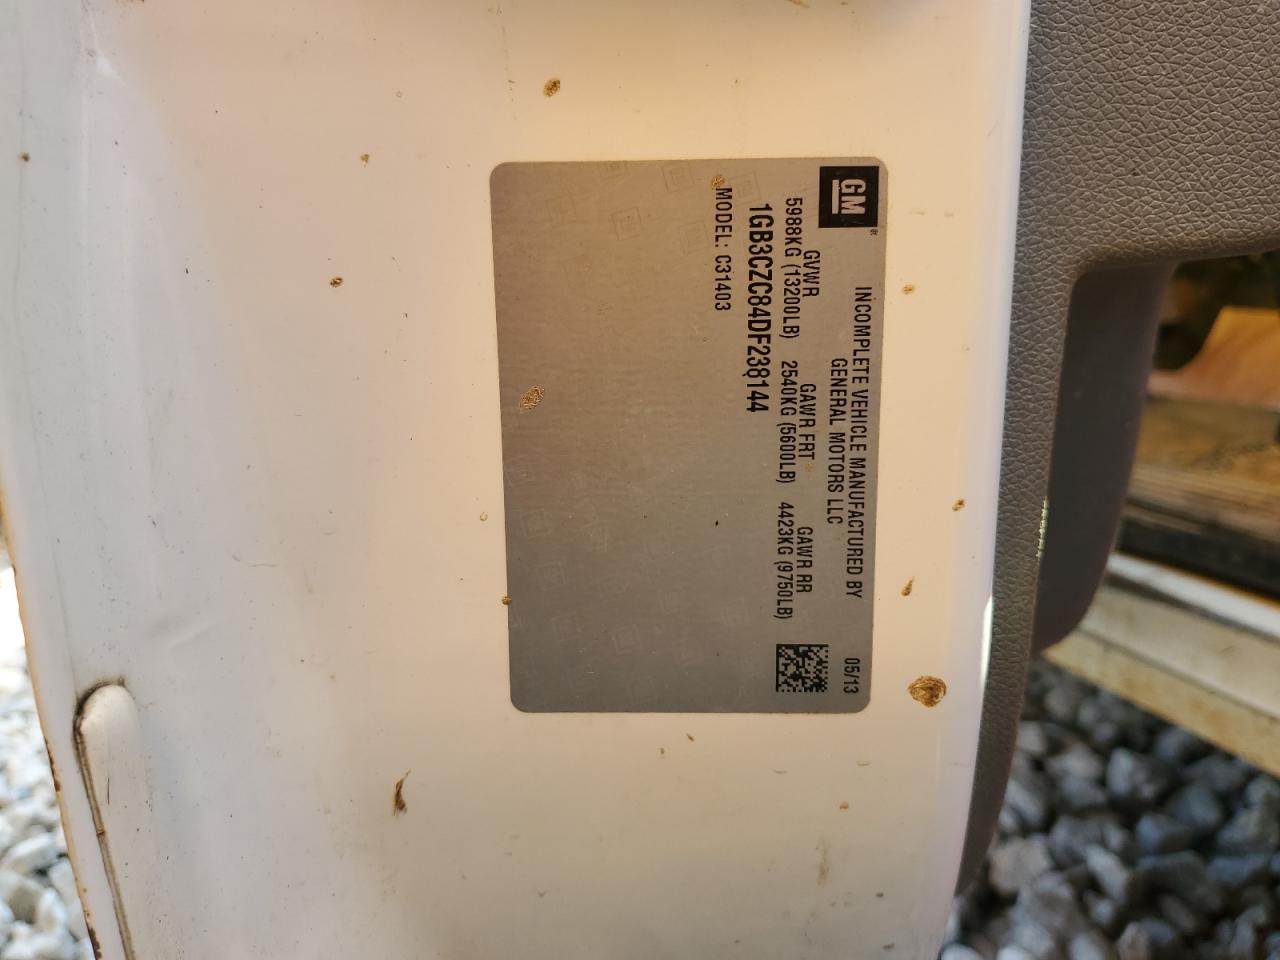 GM®
INCOMPLETE VEHICLE MANUFACTURED BY
GENERAL MOTORS LLC
05/13
GVWR GAWR FRT GAWR RR
5988KG (13200LB) 2540KG (5600LB) 4423KG (9750LB)
1GB3CZC84DF238144
MODEL: C31403